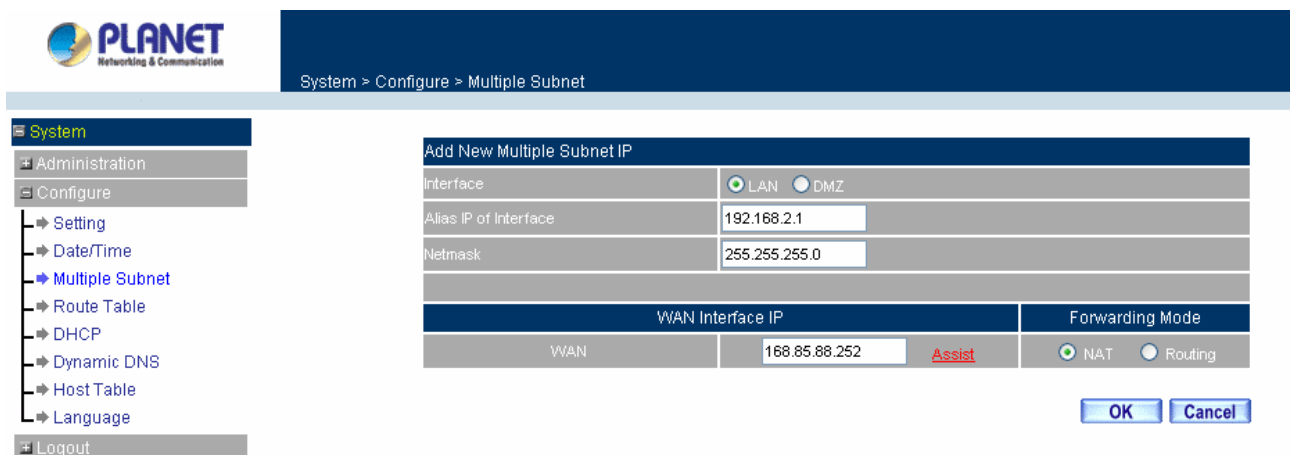 PLANET
Networking & Communication
System > Configure > Multiple Subnet
System
Administration
Configure
Setting
Date/Time
Multiple Subnet
Route Table
DHCP
Dynamic DNS
Host Table
Language
Logout
Add New Multiple Subnet IP
Interface LAN DMZ
Alias IP of Interface 192.168.2.1
Netmask 255.255.255.0
WAN Interface IP Forwarding Mode
WAN 168.85.88.252 Assist NAT Routing
OK Cancel